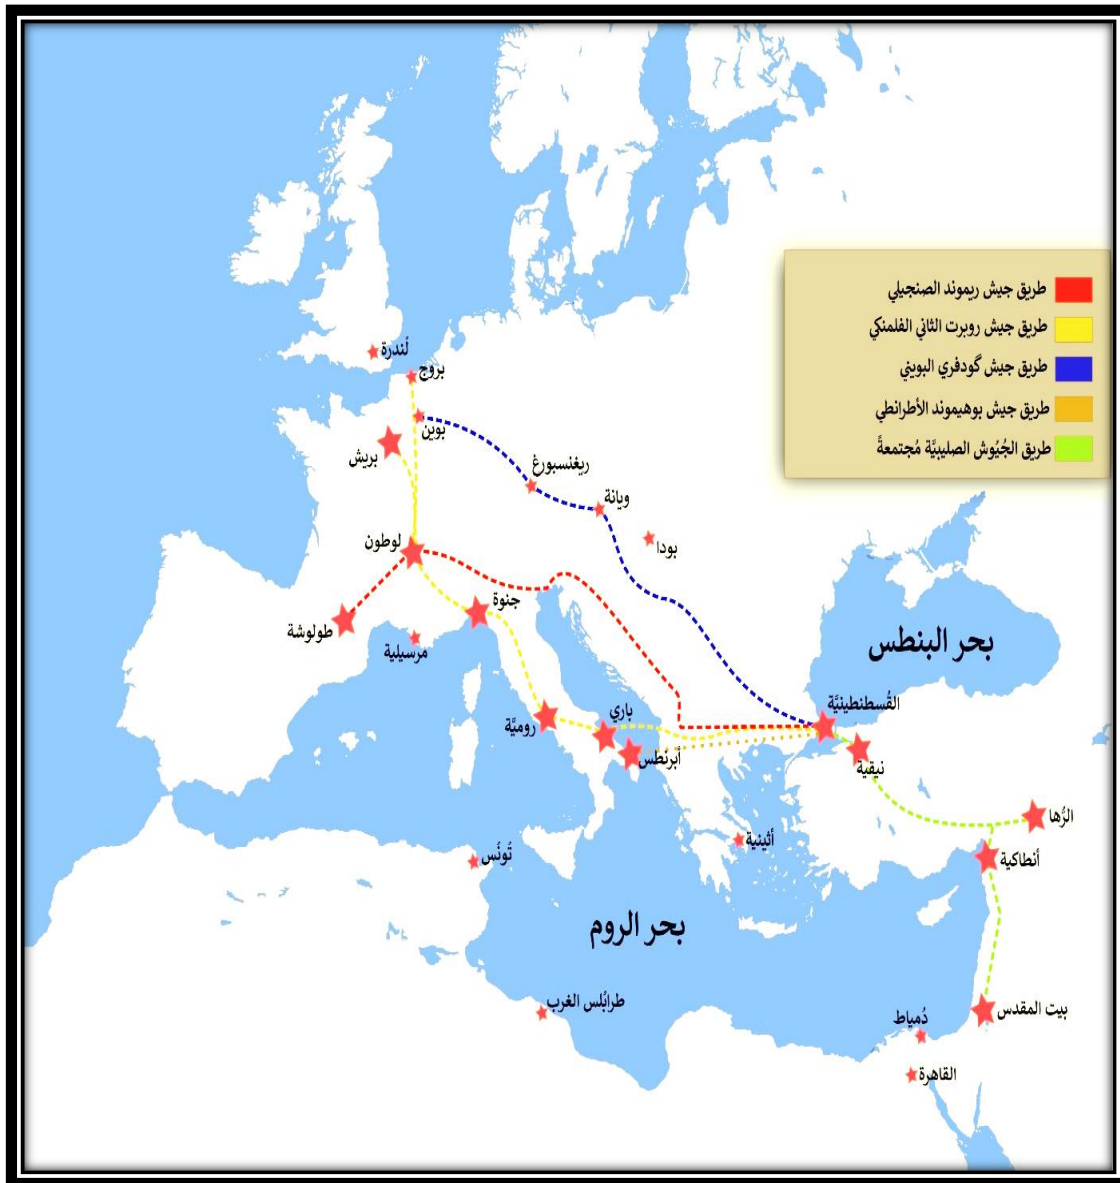 طريق جيش ريموند الصنجيلي
طريق جيش روبرت الثاني الفلمنكي
طريق جيش گودفري البويني
طريق جيش بوهيموند الأطرانطي
طريق الجُيُوش الصليبيَّة مُجتمعةً
لُندرة
بروج
بوين
بريش
ريغنسبورغ
ويانة
بودا
لوطون
جنوة
طولوشة
مرسيلية
بحر البنطس
القُسطنطينيَّة
باري
روميَّة
أبرنطس
نيقية
الرُّها
أثينية
أنطاكية
تُونُس
بحر الروم
طرابُلس الغرب
بيت المقدس
دُمياط
القاهرة